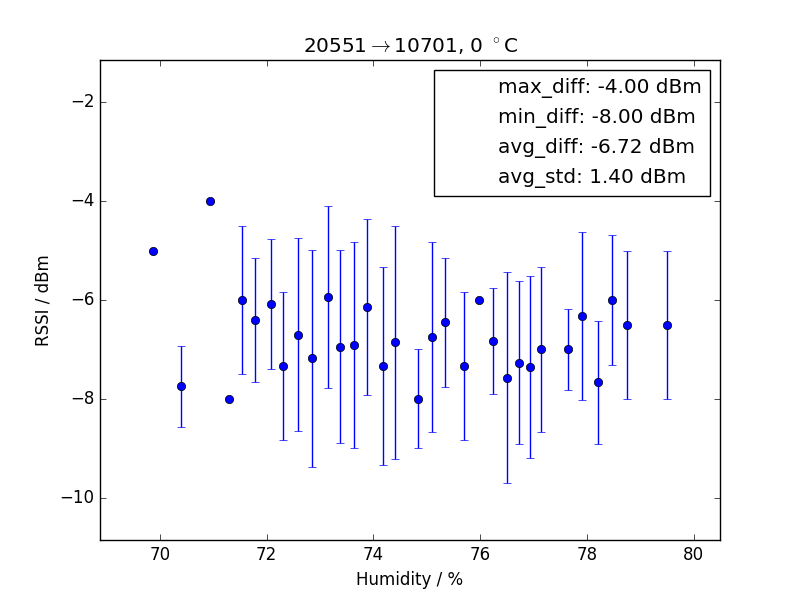 20551→10701, 0 °C
max_diff: -4.00 dBm
min_diff: -8.00 dBm
avg_diff: -6.72 dBm
avg_std: 1.40 dBm
RSSI / dBm
−2
−4
−6
−8
−10
70 72 74 76 78 80
Humidity / %